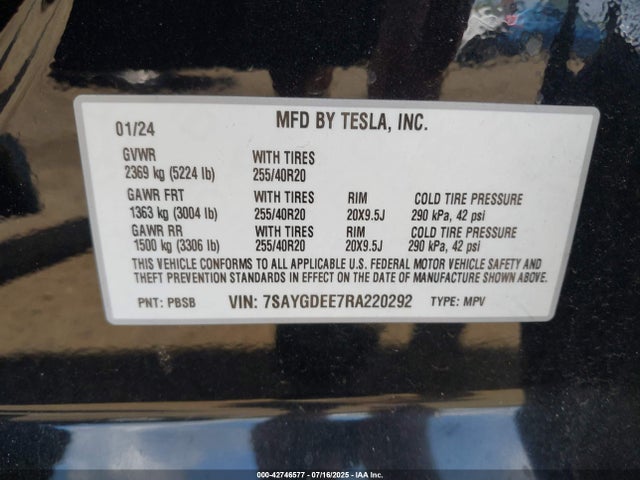 01/24 MFD BY TESLA, INC.
GVWR WITH TIRES
2369 kg (5224 lb) 255/40R20
GAWR FRT WITH TIRES RIM COLD TIRE PRESSURE
1363 kg (3004 lb) 255/40R20 20X9.5J 290 kPa, 42 psi
GAWR RR WITH TIRES RIM COLD TIRE PRESSURE
1500 kg (3306 lb) 255/40R20 20X9.5J 290 kPa, 42 psi
THIS VEHICLE CONFORMS TO ALL APPLICABLE U.S. FEDERAL MOTOR VEHICLE SAFETY AND
THEFT PREVENTION STANDARDS IN EFFECT ON THE DATE OF MANUFACTURE SHOWN ABOVE.
PNT: PBSB VIN: 7SAYGDEE7RA220292 TYPE: MPV
000-42746577 - 07/16/2025 - IAA Inc.